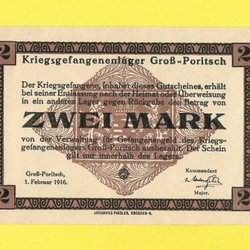 Kriegsgefangenenlager Groß-Poritsch
2 2
Der Kriegsgefangene, Inhaber dieses Gutscheines, erhält
bei seiner Entlassung nach der Heimat oder Überweisung
in ein anderes Lager gegen Rückgabe den Betrag von
ZWEI MARK
von der Verwaltung für Gefangenengeld des Kriegs-
gefangenenlagers Groß-Poritsch ausbezahlt. Der Schein
gilt nur innerhalb des Lagers.
Groß-Poritsch,
1. Februar 1916.
Kommandant
Major.
2 2
JOHANNES PÄSSLER, DRESDEN-N.